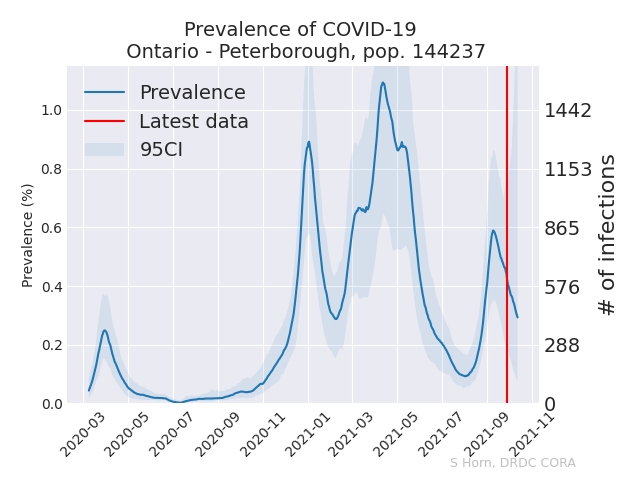 Prevalence of COVID-19
Ontario - Peterborough, pop. 144237
Prevalence
Latest data
95CI
Prevalence (%)
1.0
0.8
0.6
0.4
0.2
0.0
1442
1153
865
576
288
0
# of infections
2020-03
2020-05
2020-07
2020-09
2020-11
2021-01
2021-03
2021-05
2021-07
2021-09
2021-11
S Horn, DRDC CORA